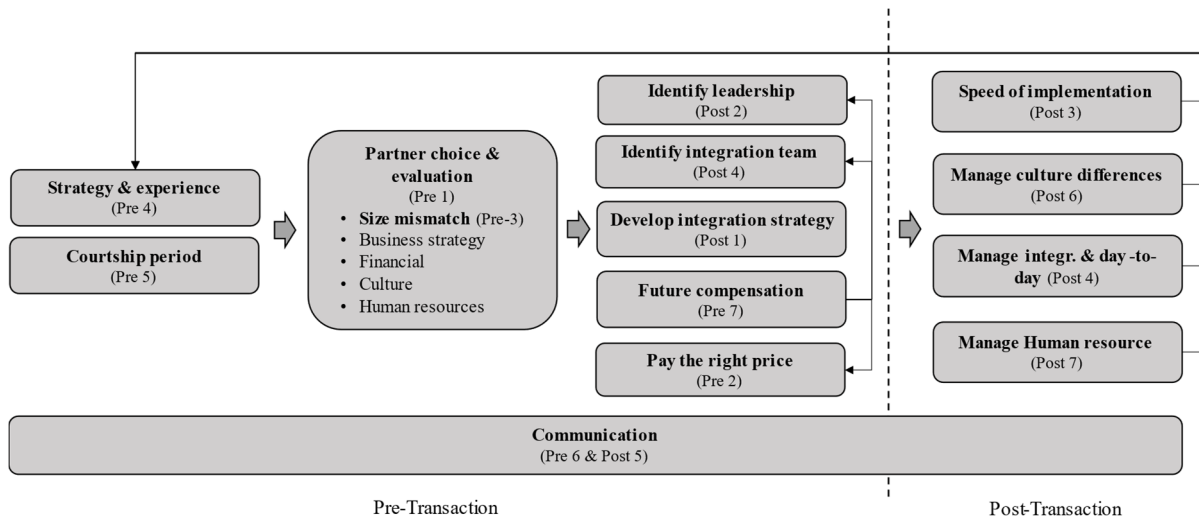 Strategy & experience
(Pre 4)
Courtship period
(Pre 5)
Partner choice &
evaluation
(Pre 1)
• Size mismatch (Pre-3)
• Business strategy
• Financial
• Culture
• Human resources
Identify leadership
(Post 2)
Identify integration team
(Post 4)
Develop integration strategy
(Post 1)
Future compensation
(Pre 7)
Pay the right price
(Pre 2)
Speed of implementation
(Post 3)
Manage culture differences
(Post 6)
Manage integr. & day -to-
day (Post 4)
Manage Human resource
(Post 7)
Communication
(Pre 6 & Post 5)
Pre-Transaction
Post-Transaction